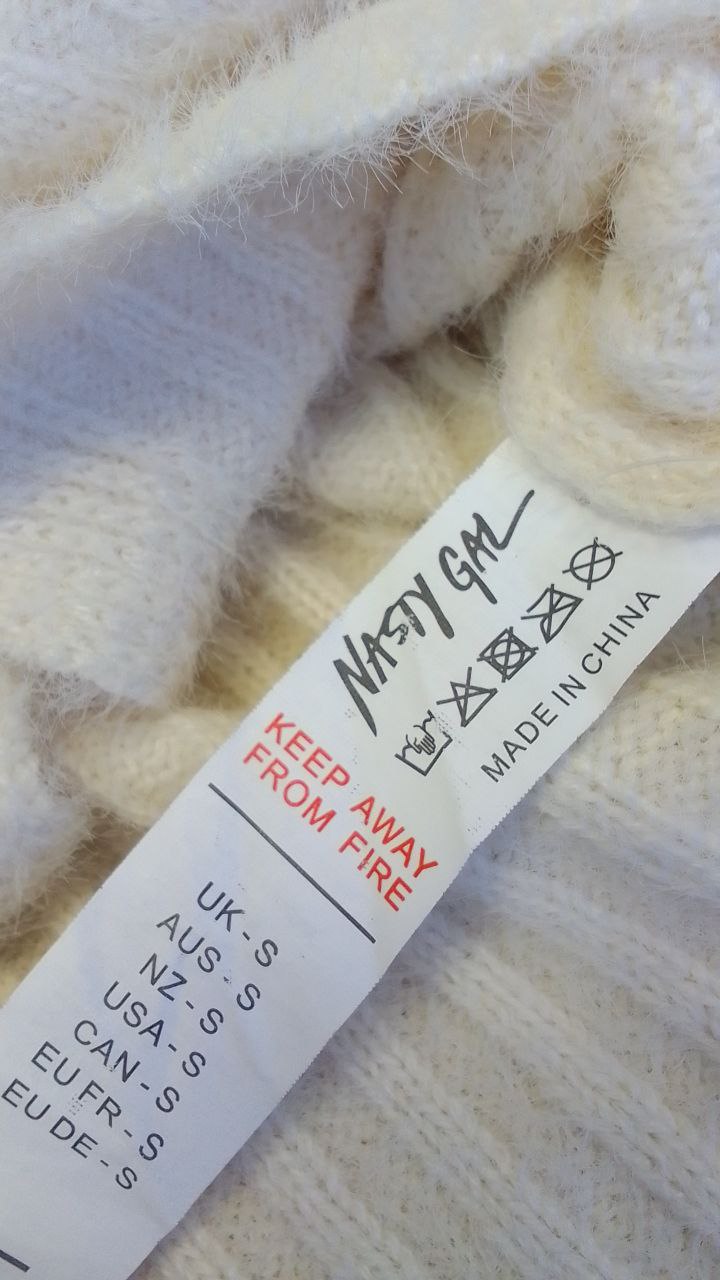 NASTY GAL
MADE IN CHINA
KEEP AWAY
FROM FIRE
UK - S
AUS - S
NZ - S
USA - S
CAN - S
EU FR - S
EU DE - S